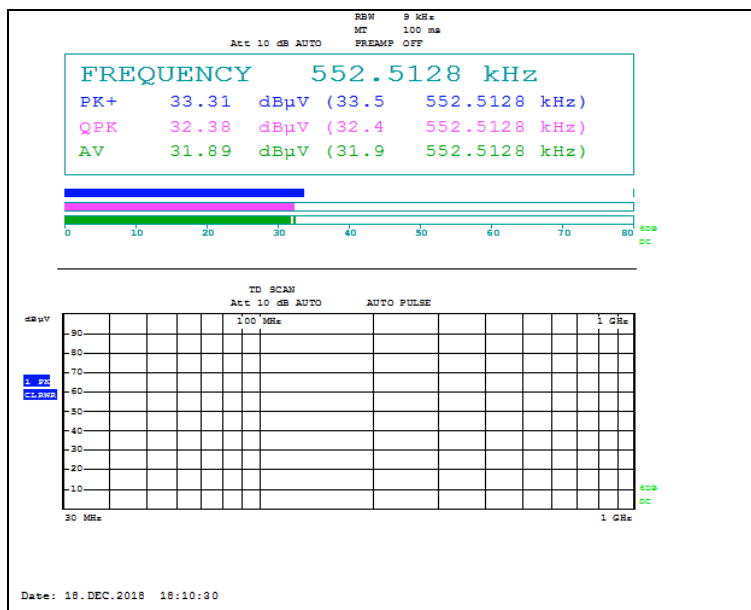 RBW 9 kHz
MT 100 ms
Att 10 dB AUTO PREAMP OFF
FREQUENCY 552.5128 kHz
PK+ 33.31 dBµV (33.5 552.5128 kHz)
QPK 32.38 dBµV (32.4 552.5128 kHz)
AV 31.89 dBµV (31.9 552.5128 kHz)
0 10 20 30 40 50 60 70 80
6DB
DC
TD SCAN
Att 10 dB AUTO AUTO PULSE
dBµV
100 MHz 1 GHz
90
80
70
1 PK
60
CLRWR
50
40
30
20
10
6DB
DC
30 MHz 1 GHz
Date: 18.DEC.2018 18:10:30